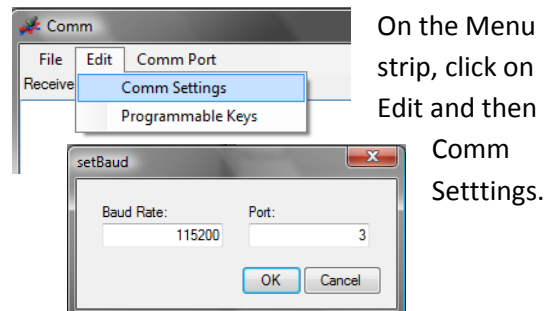 Comm
File Edit Comm Port
Receive
Comm Settings
Programmable Keys
setBaud
Baud Rate: Port:
115200 3
OK Cancel
On the Menu
strip, click on
Edit and then
Comm
Setttings.